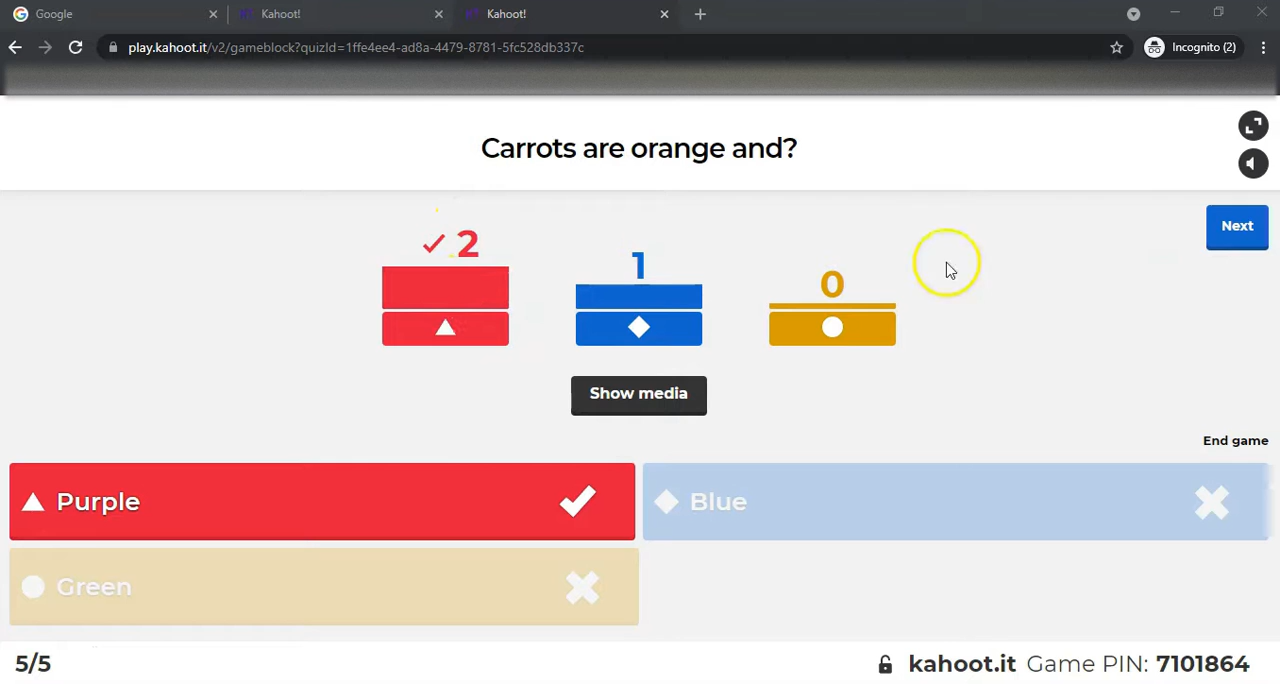 Google
Kahoot!
Kahoot!
play.kahoot.it/v2/gameblock?quizId=1ffe4ee4-ad8a-4479-8781-5fc528db337c
Incognito (2)
Carrots are orange and?
Next
2
1
0
Show media
End game
Purple
Blue
Green
5/5
kahoot.it Game PIN: 7101864